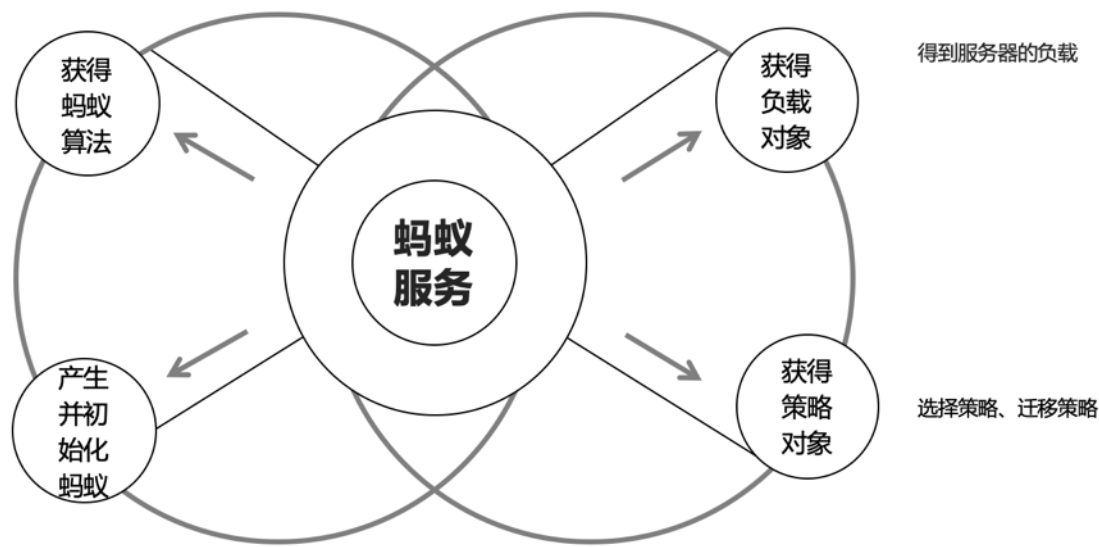 获得
蚂蚁
算法
获得
负载
对象
得到服务器的负载
蚂蚁
服务
产生
并初
始化
蚂蚁
获得
策略
对象
选择策略、迁移策略